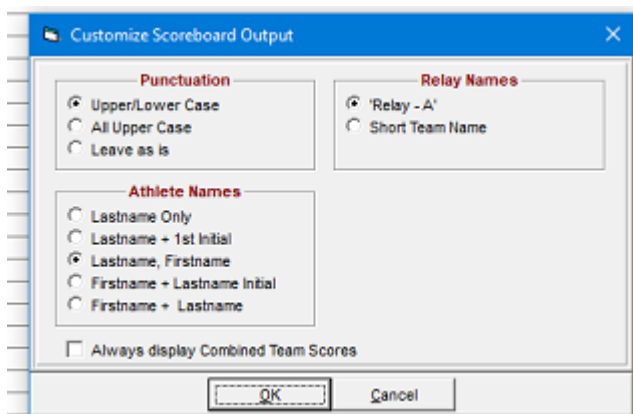 Customize Scoreboard Output
Punctuation
Upper/Lower Case
All Upper Case
Leave as is
Relay Names
'Relay - A'
Short Team Name
Athlete Names
Lastname Only
Lastname + 1st Initial
Lastname, Firstname
Firstname + Lastname Initial
Firstname + Lastname
Always display Combined Team Scores
OK
Cancel